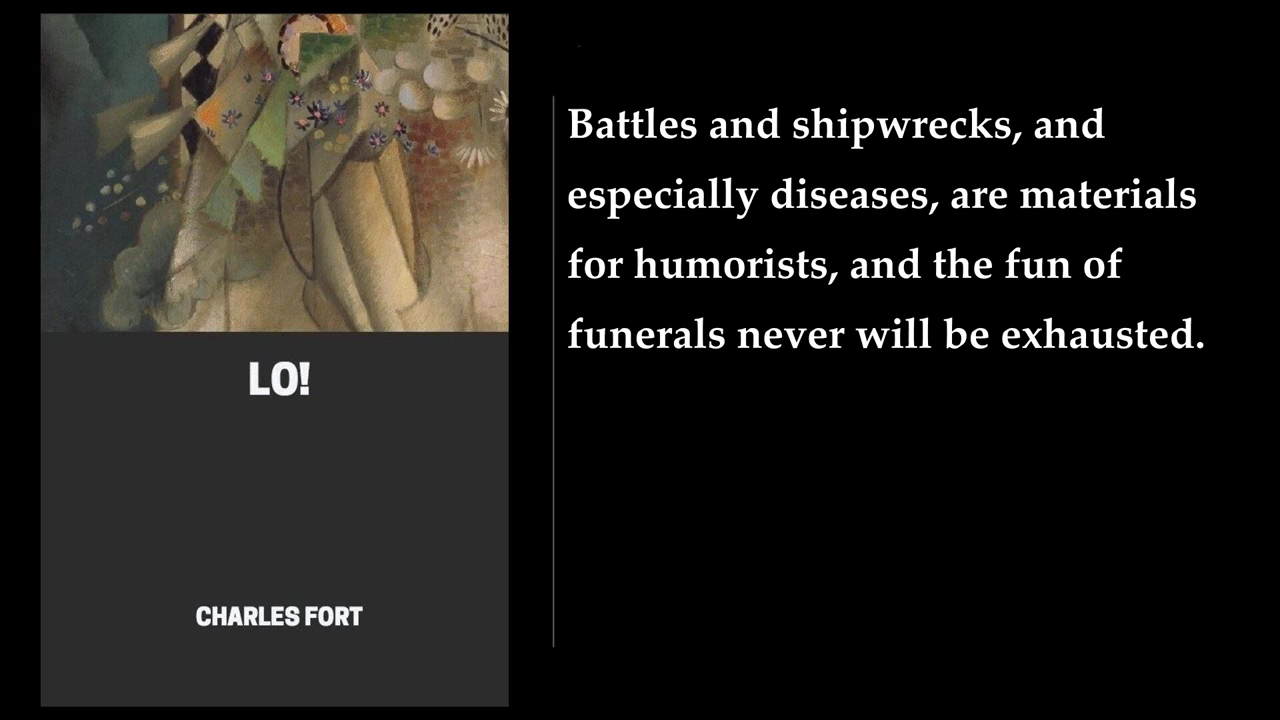 LO!
CHARLES FORT
Battles and shipwrecks, and
especially diseases, are materials
for humorists, and the fun of
funerals never will be exhausted.